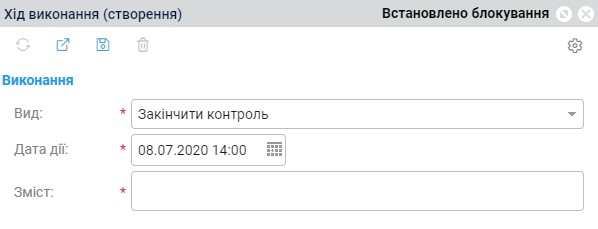 Хід виконання (створення) Встановлено блокування
Виконання
Вид: * Закінчити контроль
Дата дії: * 08.07.2020 14:00
Зміст: *